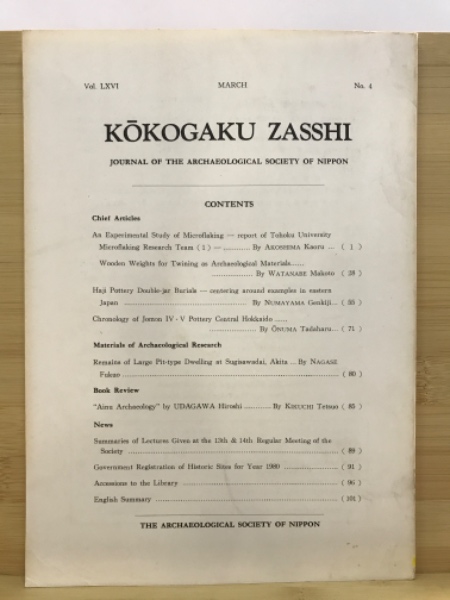 Vol. LXVI MARCH No. 4
KŌKOGAKU ZASSHI
JOURNAL OF THE ARCHAEOLOGICAL SOCIETY OF NIPPON
CONTENTS
Chief Articles
An Experimental Study of Microflaking — report of Tohoku University
Microflaking Research Team (1) — ............ By AKOSHIMA Kaoru ... ( 1 )
Wooden Weights for Twining as Archaeological Materials......
........................ By WATANABE Makoto ( 19 )
Haji Pottery Double-jar Burials — centering around examples in eastern
Japan ................................................ By NUMAYAMA Genkiji... ( 55 )
Chronology of Jomon IV · V Pottery Central Hokkaido ......
........................ By ŌNUMA Tadaharu... ( 71 )
Materials of Archaeological Research
Remains of Large Pit-type Dwelling at Sugisawadai, Akita ... By NAGASE
Fukuo ........................................................................ ( 80 )
Book Review
"Ainu Archaeology" by UDAGAWA Hiroshi ............ By KIKUCHI Tetsuo ( 85 )
News
Summaries of Lectures Given at the 13th & 14th Regular Meeting of the
Society ........................................................................ ( 89 )
Government Registration of Historic Sites for Year 1980 .................. ( 91 )
Accessions to the Library ........................................................ ( 96 )
English Summary ........................................................................ (101)
THE ARCHAEOLOGICAL SOCIETY OF NIPPON